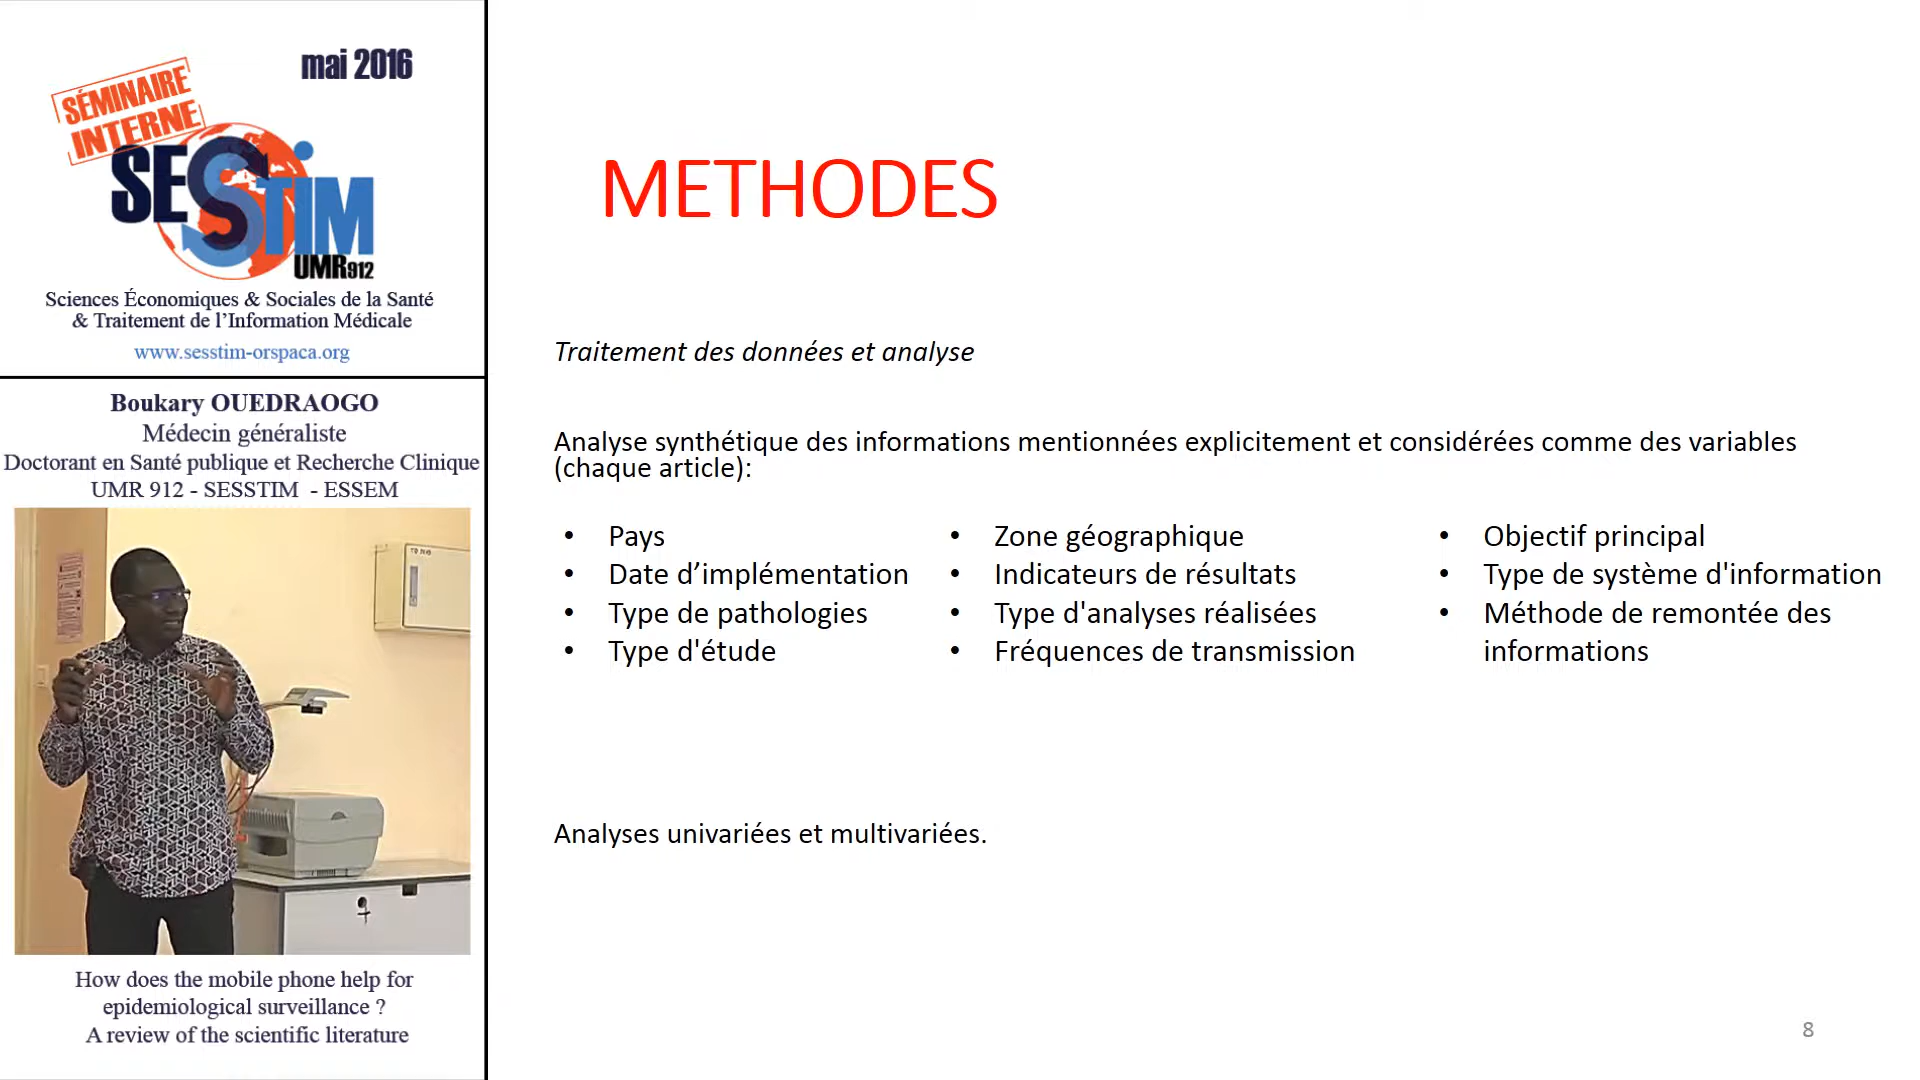 mai 2016
SÉMINAIRE
INTERNE
SESSTIM
UMR912
Sciences Économiques & Sociales de la Santé
& Traitement de l'Information Médicale
www.sesstim-orspaca.org
Boukary OUEDRAOGO
Médecin généraliste
Doctorant en Santé publique et Recherche Clinique
UMR 912 - SESSTIM - ESSEM
How does the mobile phone help for
epidemiological surveillance ?
A review of the scientific literature
METHODES
Traitement des données et analyse
Analyse synthétique des informations mentionnées explicitement et considérées comme des variables
(chaque article):
• Pays
• Date d’implémentation
• Type de pathologies
• Type d'étude
• Zone géographique
• Indicateurs de résultats
• Type d'analyses réalisées
• Fréquences de transmission
• Objectif principal
• Type de système d'information
• Méthode de remontée des
informations
Analyses univariées et multivariées.
8